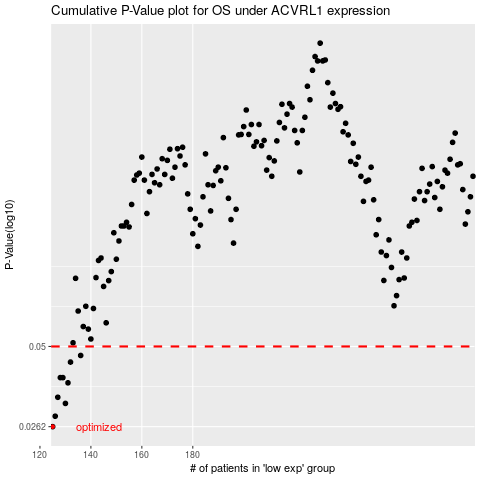 Cumulative P-Value plot for OS under ACVRL1 expression
P-Value(log10)
0.05
0.0262
optimized
120 140 160 180
# of patients in 'low exp' group